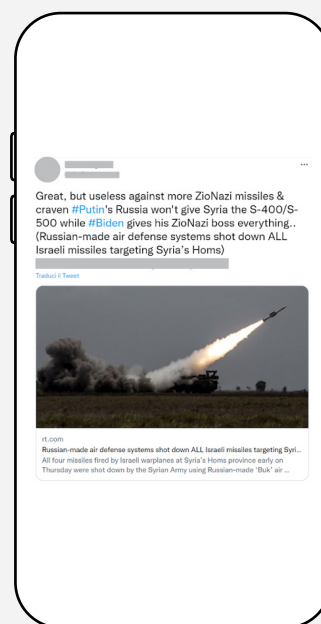 Great, but useless against more ZioNazi missiles &
craven #Putin's Russia won't give Syria the S-400/S-
500 while #Biden gives his ZioNazi boss everything..
(Russian-made air defense systems shot down ALL
Israeli missiles targeting Syria's Homs)
Traduci il Tweet
rt.com
Russian-made air defense systems shot down ALL Israeli missiles targeting Syri...
All four missiles fired by Israeli warplanes at Syria's Homs province early on
Thursday were shot down by the Syrian Army using Russian-made 'Buk' air ...